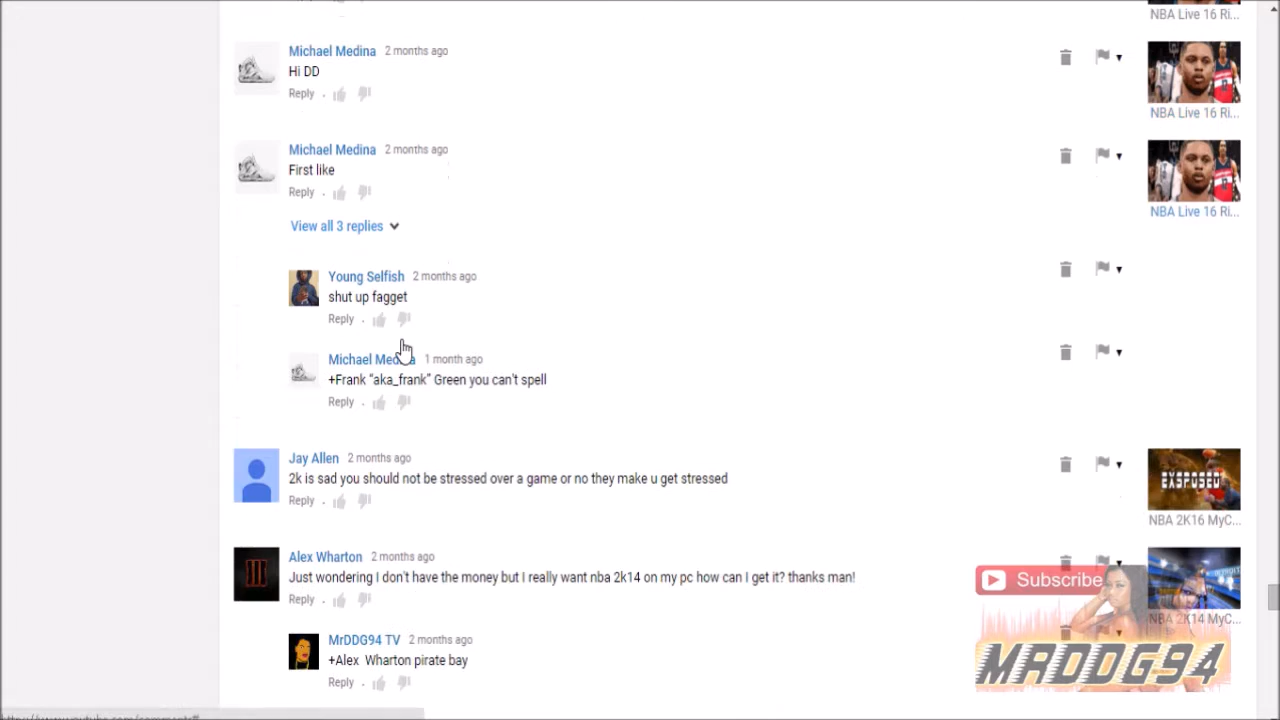 NBA Live 16 Ri...
Michael Medina 2 months ago
Hi DD
Reply .
NBA Live 16 Ri...
Michael Medina 2 months ago
First like
Reply .
View all 3 replies
NBA Live 16 Ri...
Young Selfish 2 months ago
shut up fagget
Reply .
Michael Medina 1 month ago
+Frank “aka_frank” Green you can't spell
Reply .
Jay Allen 2 months ago
2k is sad you should not be stressed over a game or no they make u get stressed
Reply .
EXSPOSED
NBA 2K16 MyC...
Alex Wharton 2 months ago
Just wondering I don't have the money but I really want nba 2k14 on my pc how can I get it? thanks man!
Reply .
Subscribe
NBA 2K14 MyC...
MrDDG94 TV 2 months ago
+Alex Wharton pirate bay
Reply .
MRDDG94